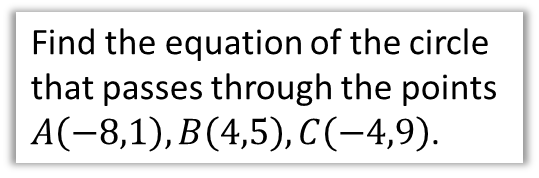 Find the equation of the circle
that passes through the points
A(−8,1), B(4,5), C(−4,9).